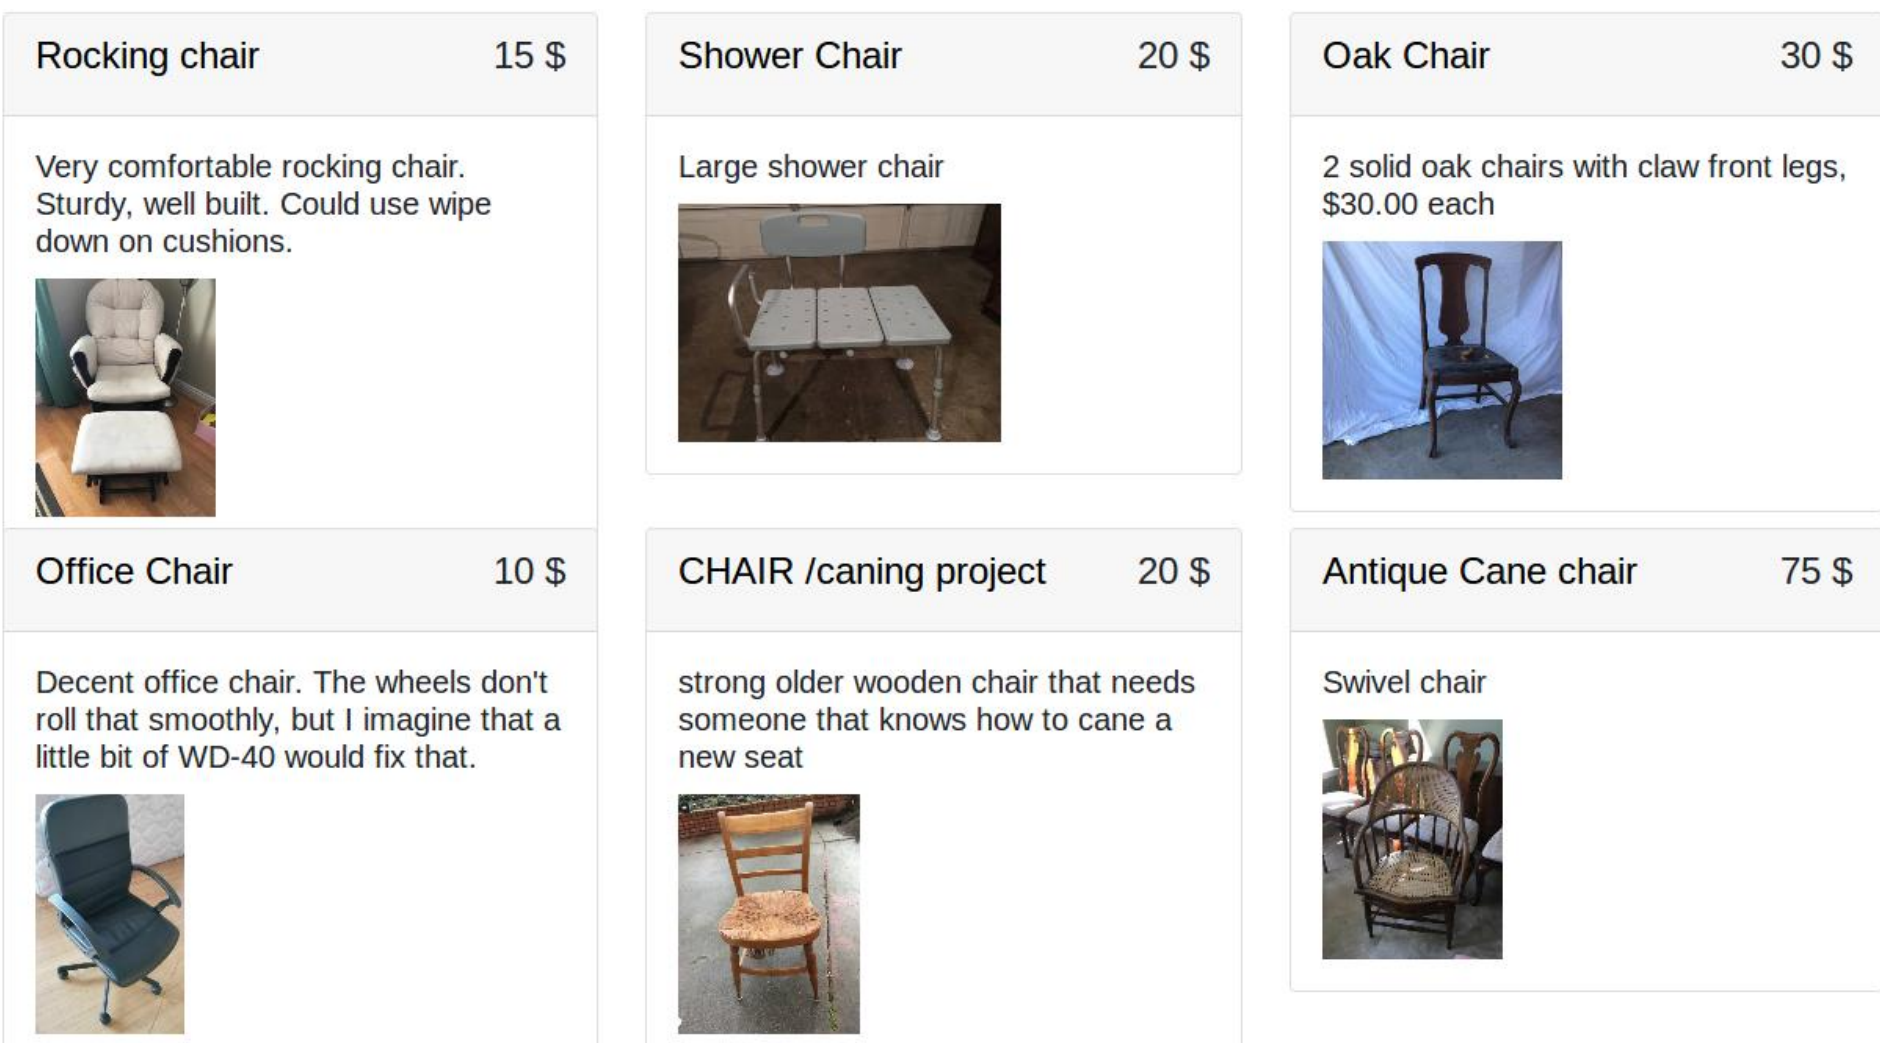 Rocking chair 15 $
Very comfortable rocking chair.
Sturdy, well built. Could use wipe
down on cushions.
Shower Chair 20 $
Large shower chair
Oak Chair 30 $
2 solid oak chairs with claw front legs,
$30.00 each
Office Chair 10 $
Decent office chair. The wheels don't
roll that smoothly, but I imagine that a
little bit of WD-40 would fix that.
CHAIR /caning project 20 $
strong older wooden chair that needs
someone that knows how to cane a
new seat
Antique Cane chair 75 $
Swivel chair